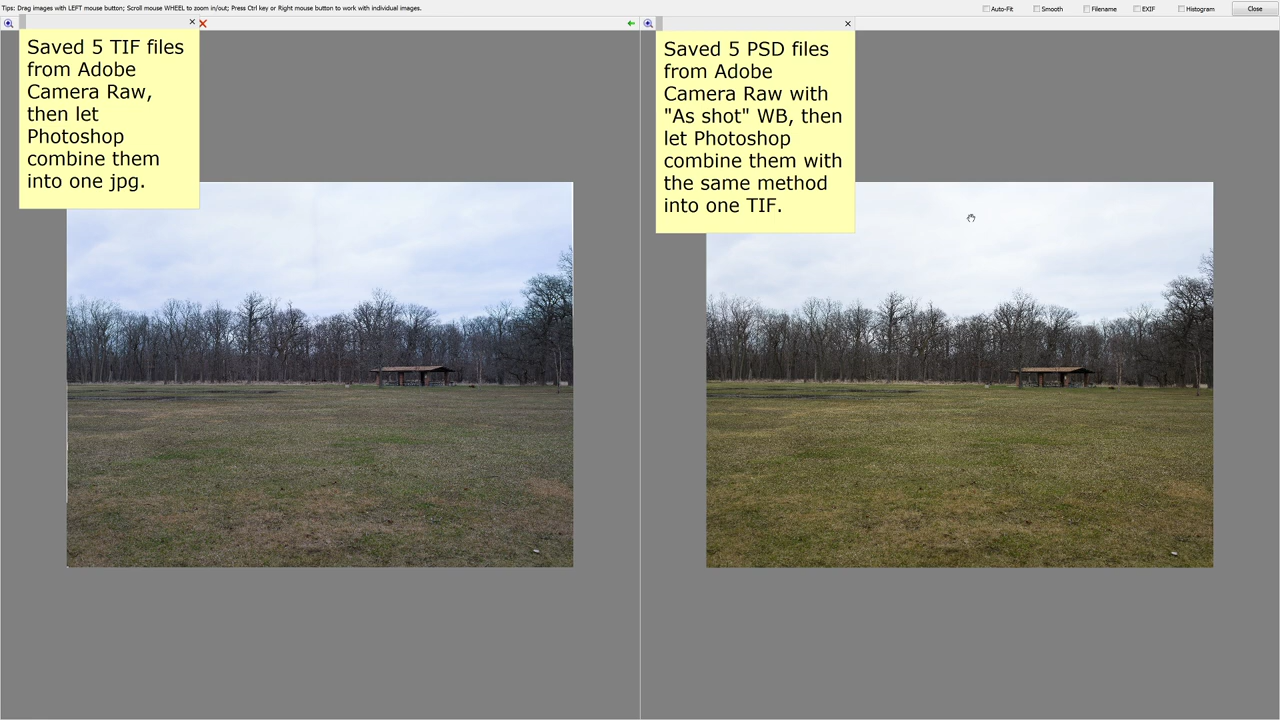 Tips: Drag images with LEFT mouse button; Scroll mouse WHEEL to zoom in/out; Press Ctrl key or Right mouse button to work with individual images.
Auto-Fit
Smooth
Filename
EXIF
Histogram
Close
Saved 5 TIF files
from Adobe
Camera Raw,
then let
Photoshop
combine them
into one jpg.
Saved 5 PSD files
from Adobe
Camera Raw with
"As shot" WB, then
let Photoshop
combine them with
the same method
into one TIF.